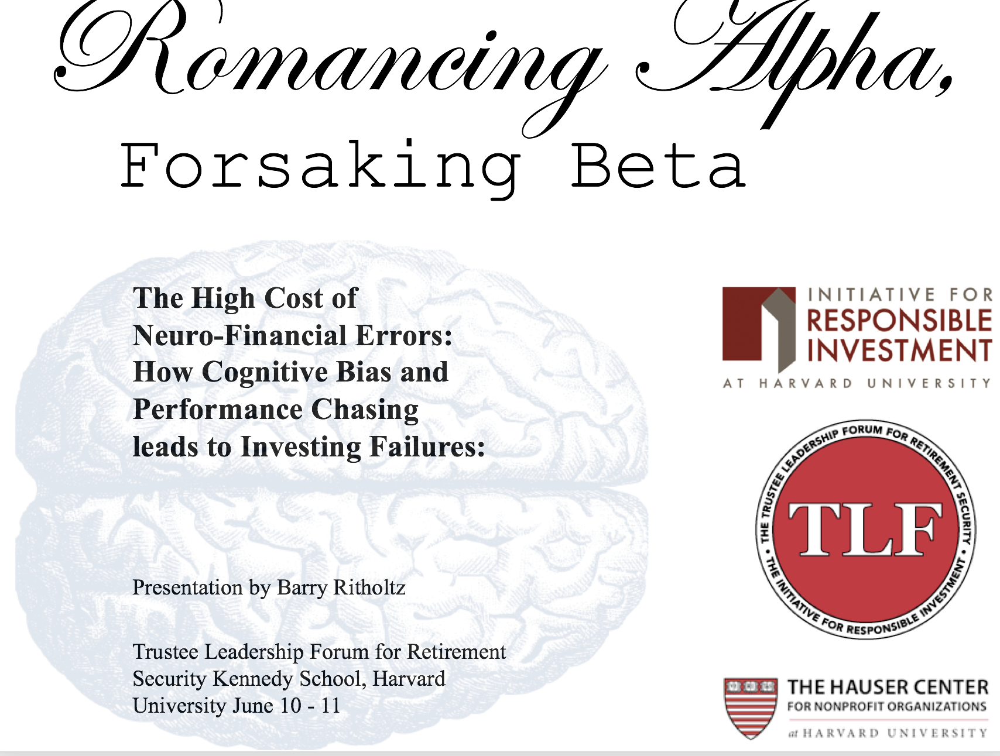 Romancing Alpha,
Forsaking Beta
The High Cost of
Neuro-Financial Errors:
How Cognitive Bias and
Performance Chasing
leads to Investing Failures:
Presentation by Barry Ritholtz
Trustee Leadership Forum for Retirement
Security Kennedy School, Harvard
University June 10 - 11
INITIATIVE FOR
RESPONSIBLE
INVESTMENT
AT HARVARD UNIVERSITY
• THE TRUSTEE LEADERSHIP FORUM FOR RETIREMENT SECURITY •
TLF
THE INITIATIVE FOR RESPONSIBLE INVESTMENT
THE HAUSER CENTER
FOR NONPROFIT ORGANIZATIONS
at HARVARD UNIVERSITY